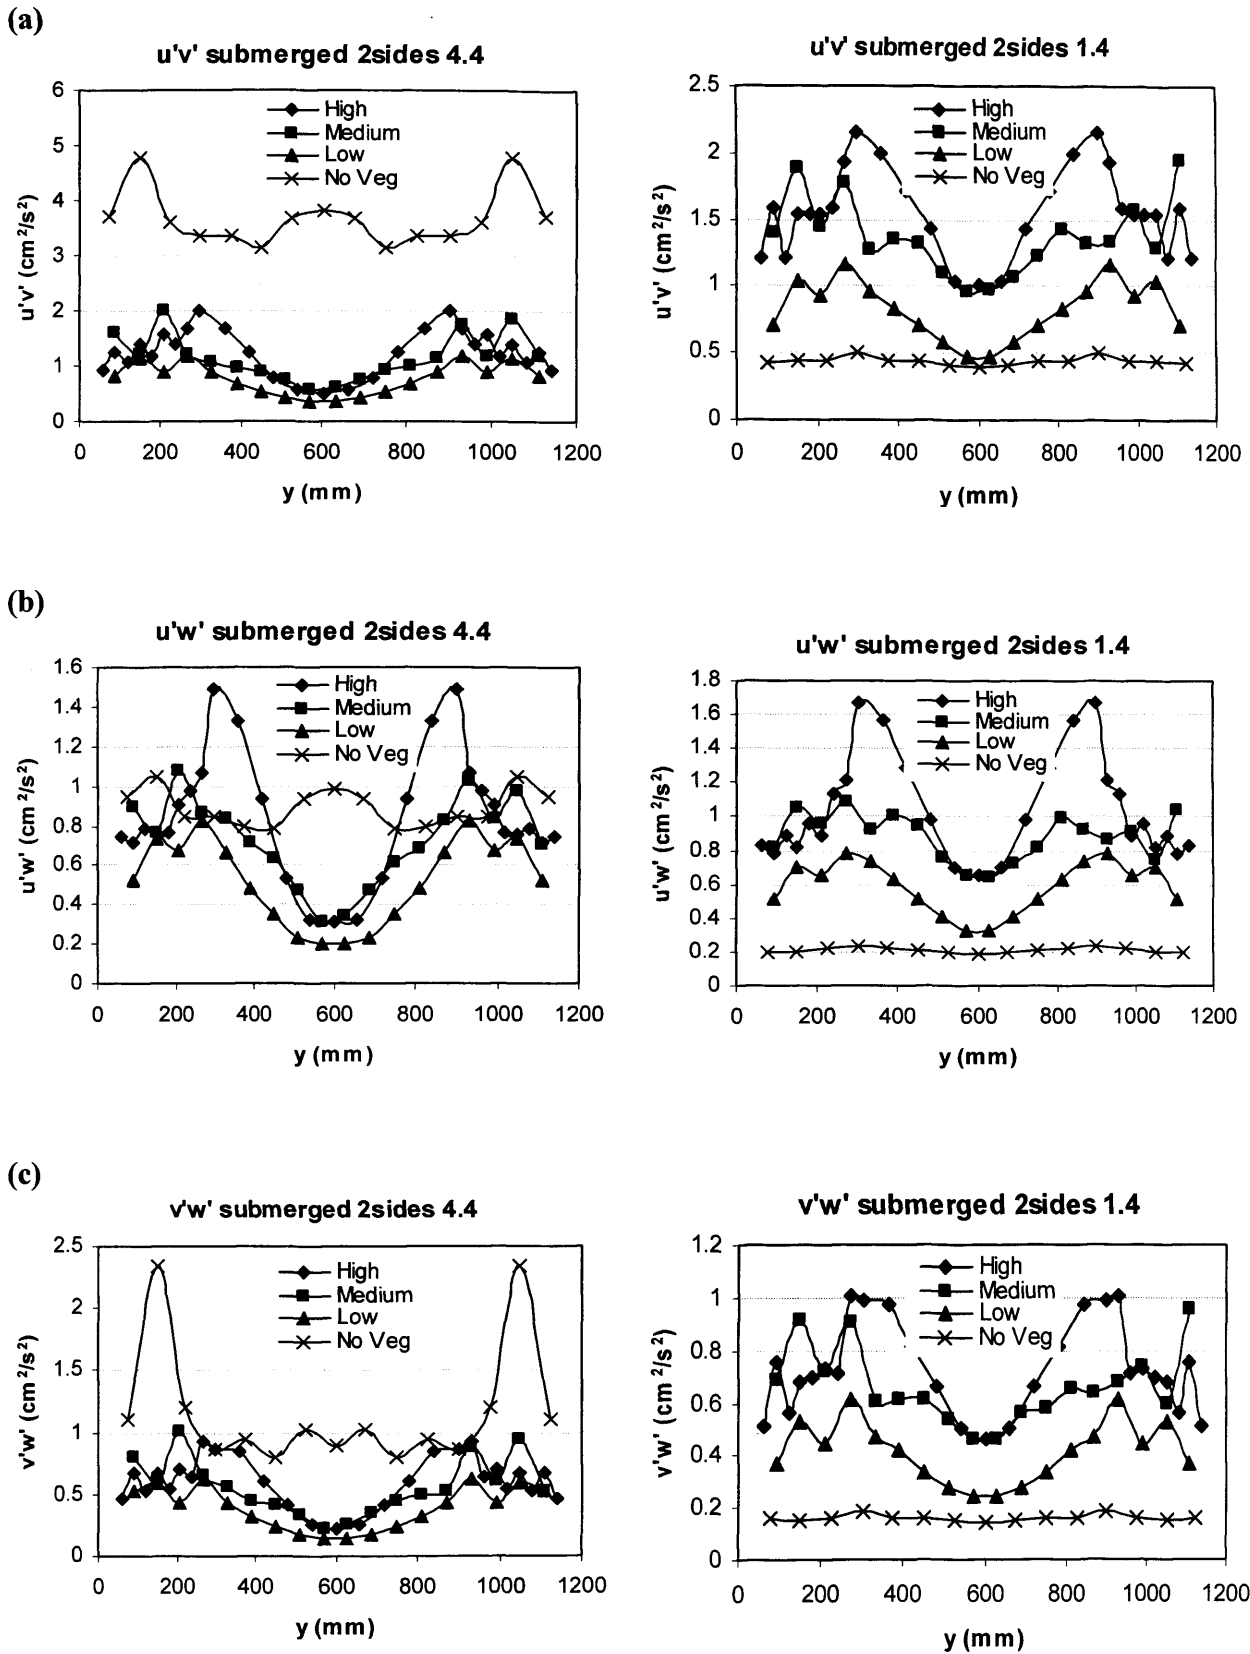 (a)
u'v' submerged 2sides 4.4
6
5
4
3
2
1
0
u'v' (cm²/s²)
High
Medium
Low
No Veg
0 200 400 600 800 1000 1200
y (mm)
u'v' submerged 2sides 1.4
2.5
2
1.5
1
0.5
0
u'v' (cm²/s²)
High
Medium
Low
No Veg
0 200 400 600 800 1000 1200
y (mm)
(b)
u'w' submerged 2sides 4.4
1.6
1.4
1.2
1
0.8
0.6
0.4
0.2
0
u'w' (cm²/s²)
High
Medium
Low
No Veg
0 200 400 600 800 1000 1200
y (mm)
u'w' submerged 2sides 1.4
1.8
1.6
1.4
1.2
1
0.8
0.6
0.4
0.2
0
u'w' (cm²/s²)
High
Medium
Low
No Veg
0 200 400 600 800 1000 1200
y (mm)
(c)
v'w' submerged 2sides 4.4
2.5
2
1.5
1
0.5
0
v'w' (cm²/s²)
High
Medium
Low
No Veg
0 200 400 600 800 1000 1200
y (mm)
v'w' submerged 2sides 1.4
1.2
1
0.8
0.6
0.4
0.2
0
v'w' (cm²/s²)
High
Medium
Low
No Veg
0 200 400 600 800 1000 1200
y (mm)